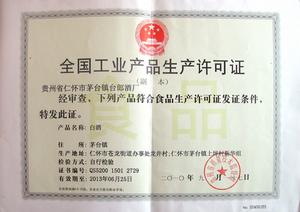 全国工业产品生产许可证
(副 本)
贵州省仁怀市茅台镇台郎酒厂
经审查、下列产品符合食品生产许可证发证条件,
特发此证。
产品名称 白酒
食品
住 所 茅台镇
生产地址 仁怀市苍龙街道办事处龙井村;仁怀市茅台镇上坪村
检验方式 自行检验
证书编号 QS5200 1501 2729
有效期至 2013年06月25日
二〇一〇年 月 日